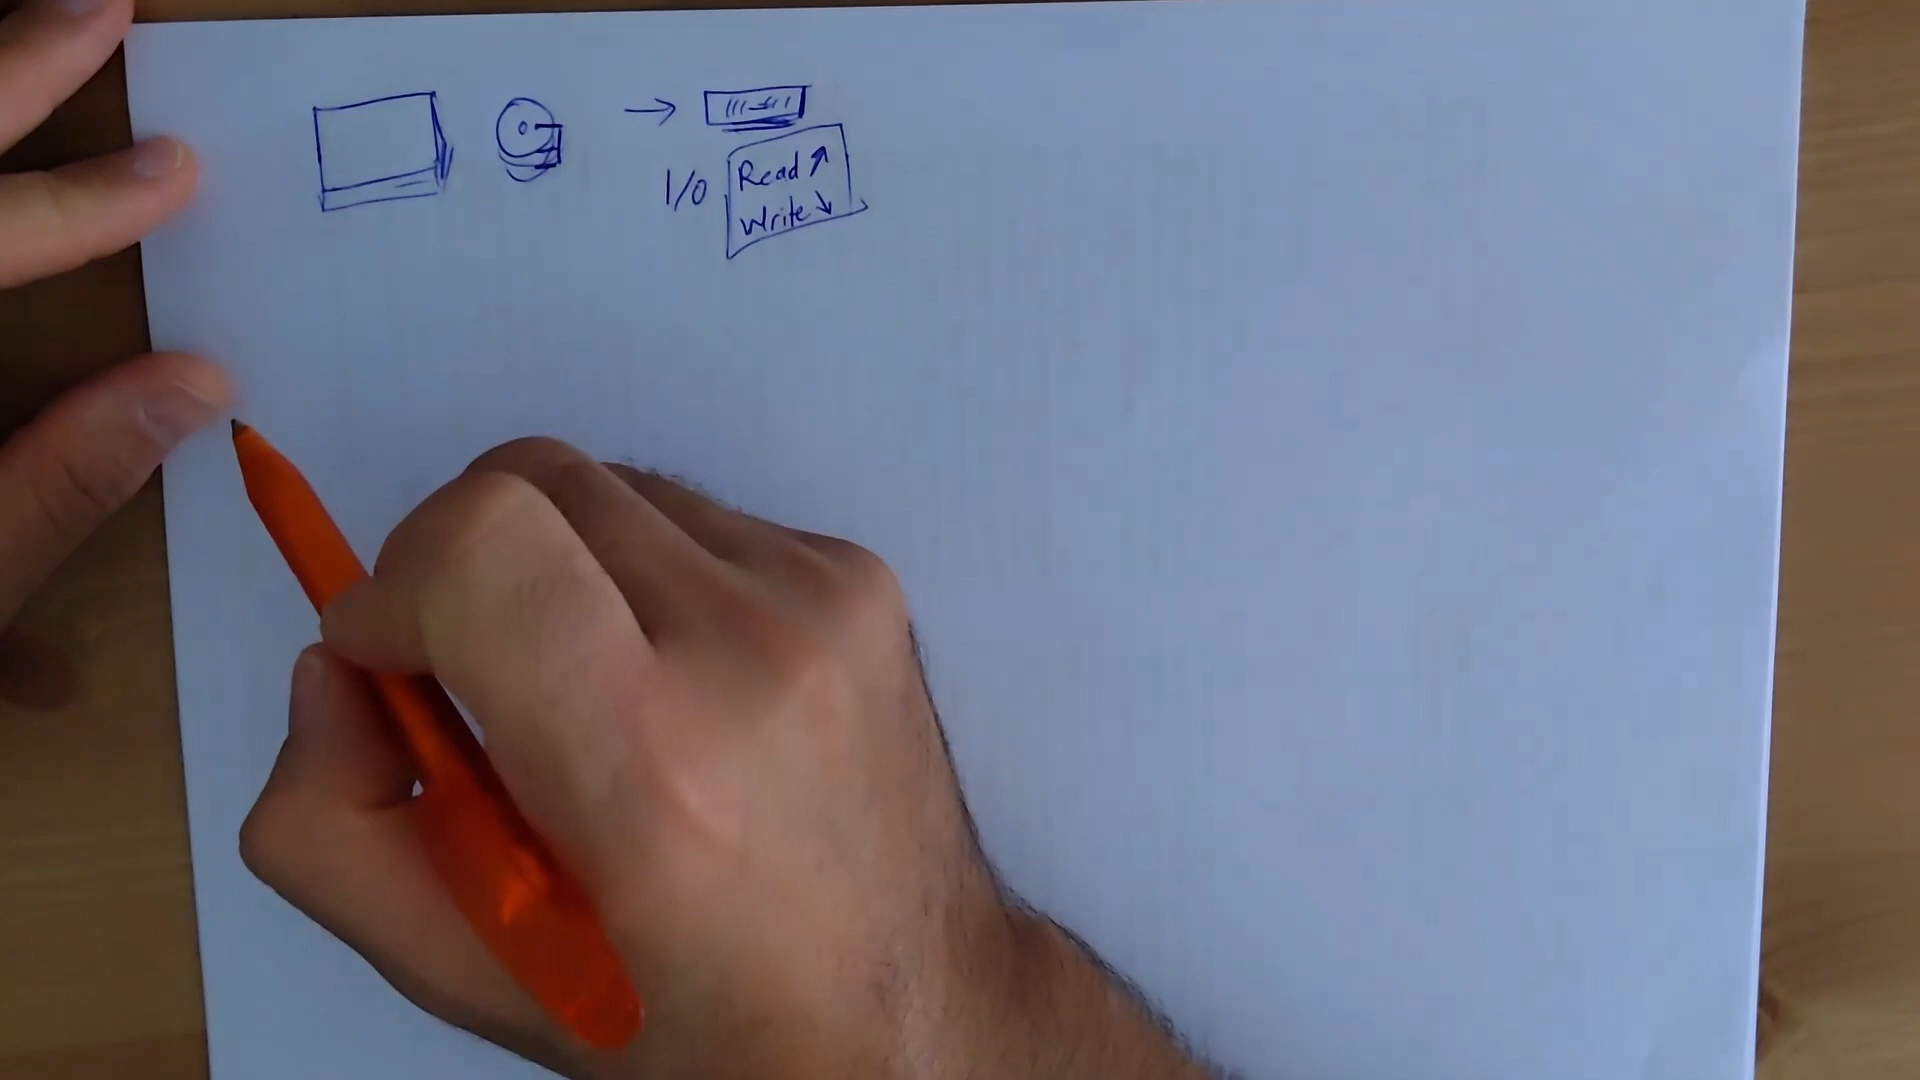 I/O
Read ↗
Write ↘